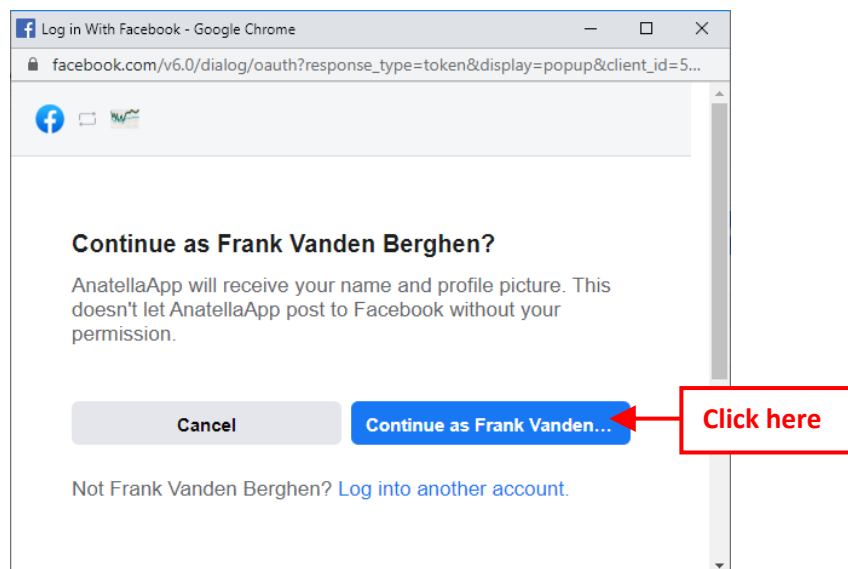 Log in With Facebook - Google Chrome
facebook.com/v6.0/dialog/oauth?response_type=token&display=popup&client_id=5...
Continue as Frank Vanden Berghen?
AnatellaApp will receive your name and profile picture. This
doesn't let AnatellaApp post to Facebook without your
permission.
Cancel
Continue as Frank Vanden...
Click here
Not Frank Vanden Berghen? Log into another account.